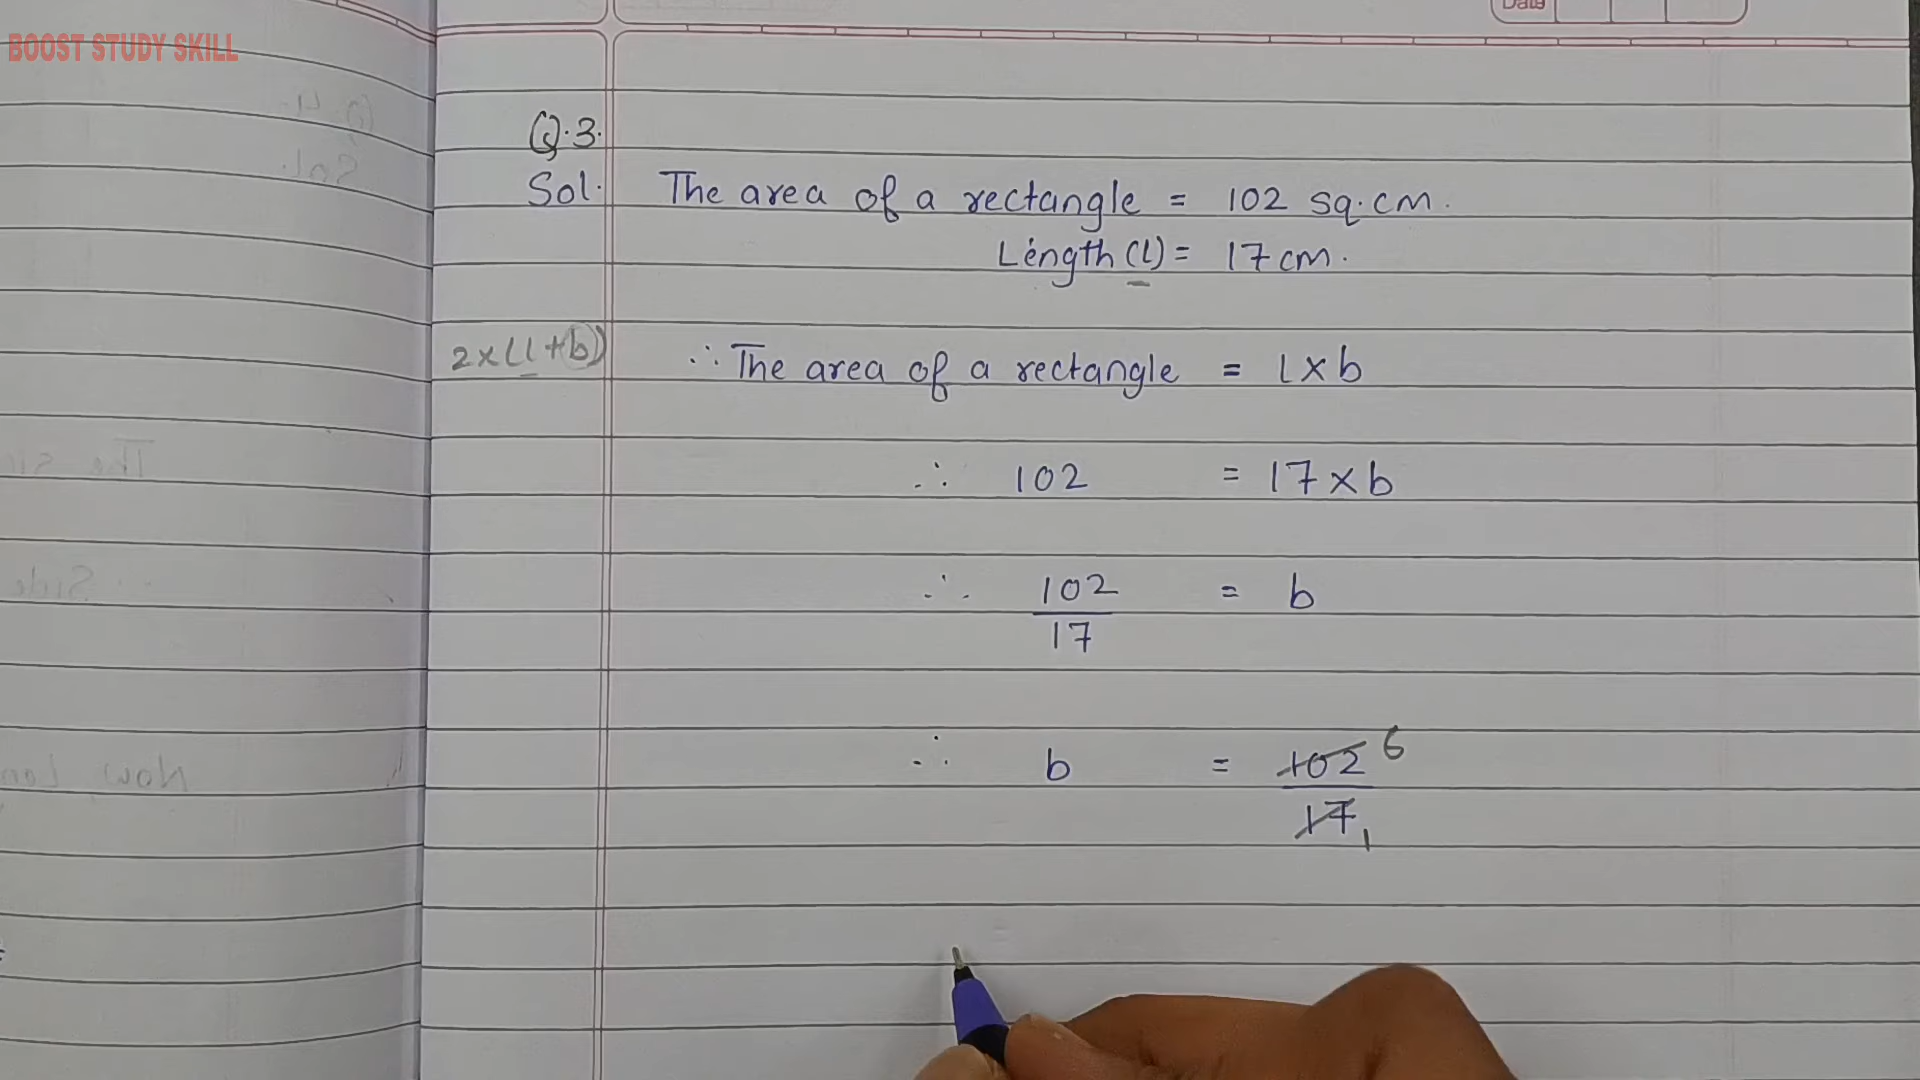 BOOST STUDY SKILL
Data
Q.3.
Sol. The area of a rectangle = 102 sq.cm.
Length (l) = 17 cm.
2×(l+b)
∴ The area of a rectangle = l × b
∴ 102 = 17 × b
∴ 102/17 = b
∴ b = 102 6 / 17 1